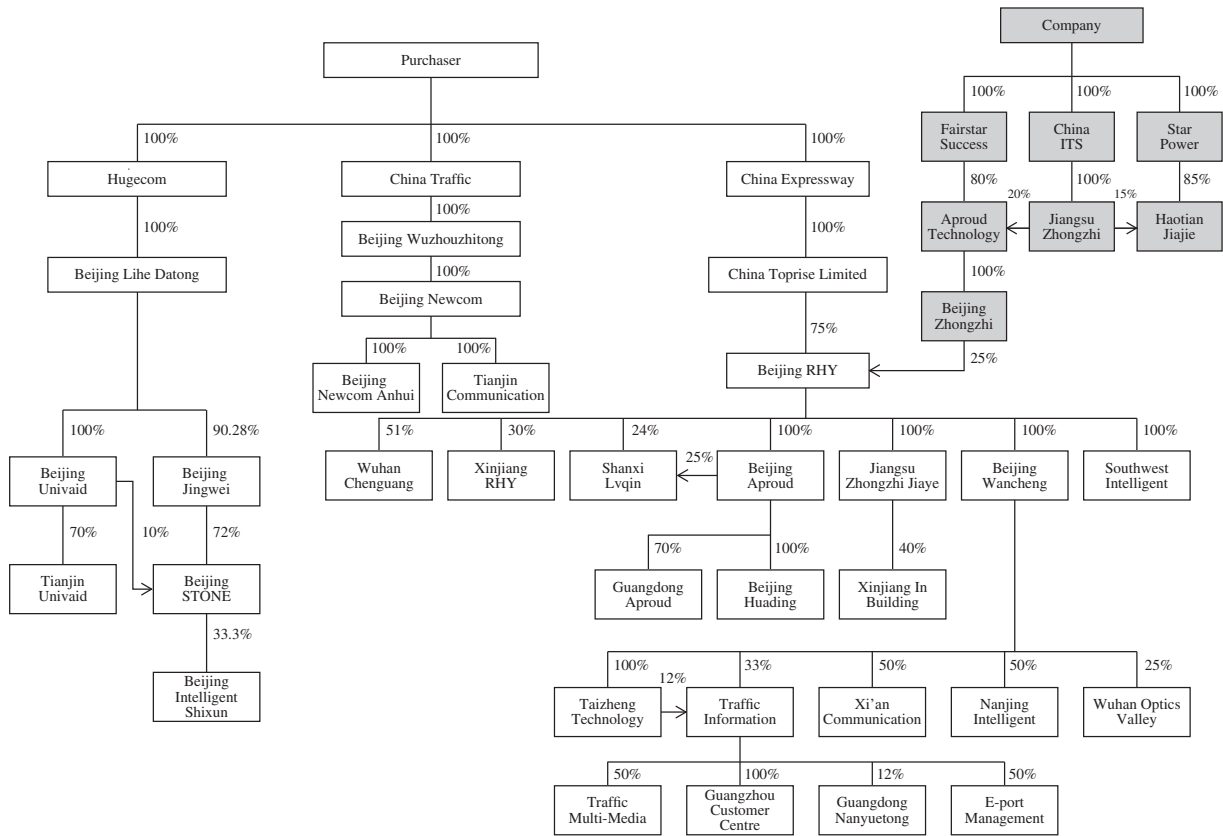 Company
Purchaser
100%
100%
100%
Fairstar
Success
China
ITS
Star
Power
100%
100%
100%
Hugecom
China Traffic
China Expressway
80%
100%
85%
100%
100%
100%
20%
15%
Aproud
Technology
Jiangsu
Zhongzhi
Haotian
Jiajie
Beijing Wuzhouzhitong
Beijing Lihe Datong
100%
China Toprise Limited
100%
Beijing Newcom
Beijing
Zhongzhi
75%
100%
100%
25%
Beijing
Newcom Anhui
Tianjin
Communication
Beijing RHY
100%
90.28%
51%
30%
24%
100%
100%
100%
100%
Beijing
Univaid
Beijing
Jingwei
Wuhan
Chenguang
Xinjiang
RHY
Shanxi
Lvqin
25%
Beijing
Aproud
Jiangsu
Zhongzhi Jiaye
Beijing
Wancheng
Southwest
Intelligent
70%
10%
72%
70%
100%
40%
Tianjin
Univaid
Beijing
STONE
Guangdong
Aproud
Beijing
Huading
Xinjiang In
Building
33.3%
Beijing
Intelligent
Shixun
100%
12%
33%
50%
50%
25%
Taizheng
Technology
Traffic
Information
Xi’an
Communication
Nanjing
Intelligent
Wuhan Optics
Valley
50%
100%
12%
50%
Traffic
Multi-Media
Guangzhou
Customer
Centre
Guangdong
Nanyuetong
E-port
Management